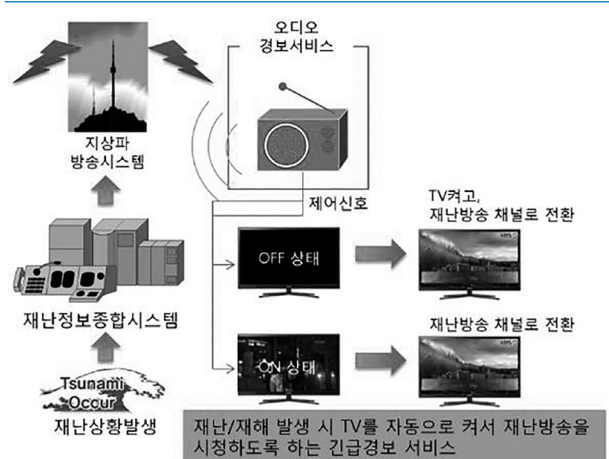 오디오
경보서비스
지상파
방송시스템
제어신호
TV켜고,
재난방송 채널로 전환
OFF 상태
재난정보종합시스템
재난방송 채널로 전환
ON 상태
Tsunami
Occur
재난상황발생
재난/재해 발생 시 TV를 자동으로 켜서 재난방송을
시청하도록 하는 긴급경보 서비스